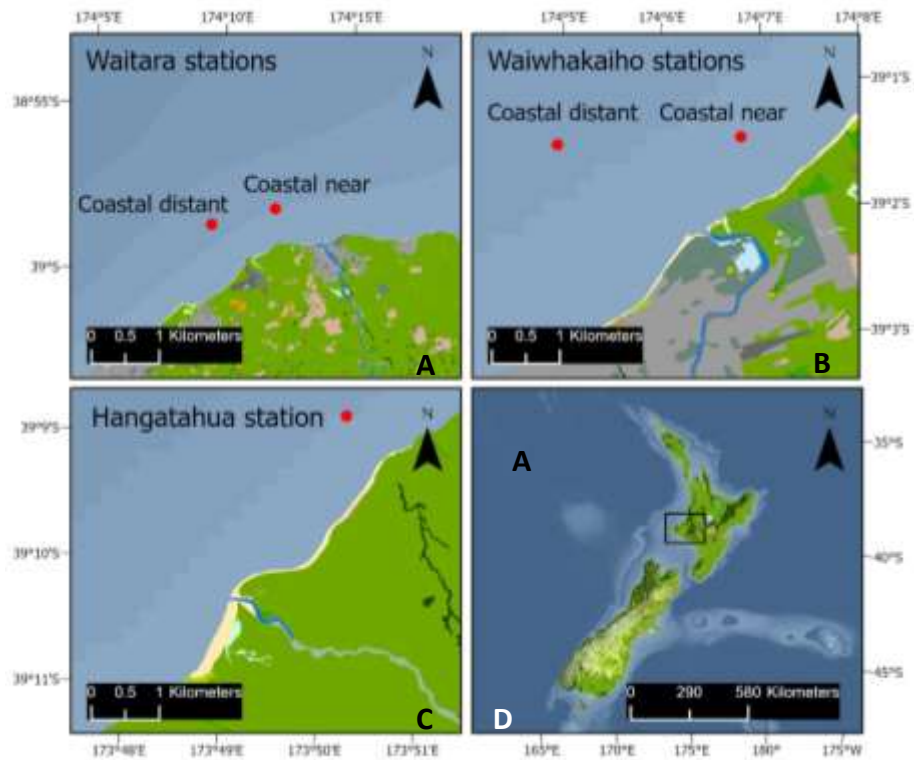 174°5'E 174°10'E 174°15'E 174°5'E 174°6'E 174°7'E 174°8'E
Waitara stations
N
38°55'S
Coastal near
Coastal distant
39°S
0 0.5 1 Kilometers
A
Waiwhakaiho stations
N
39°1'S
Coastal distant Coastal near
39°2'S
39°3'S
0 0.5 1 Kilometers
B
Hangatahua station
N
39°9'S
39°10'S
39°11'S
0 0.5 1 Kilometers
C
173°48'E 173°49'E 173°50'E 173°51'E
N
A
35°S
40°S
45°S
0 290 580 Kilometers
D
165°E 170°E 175°E 180° 175°W